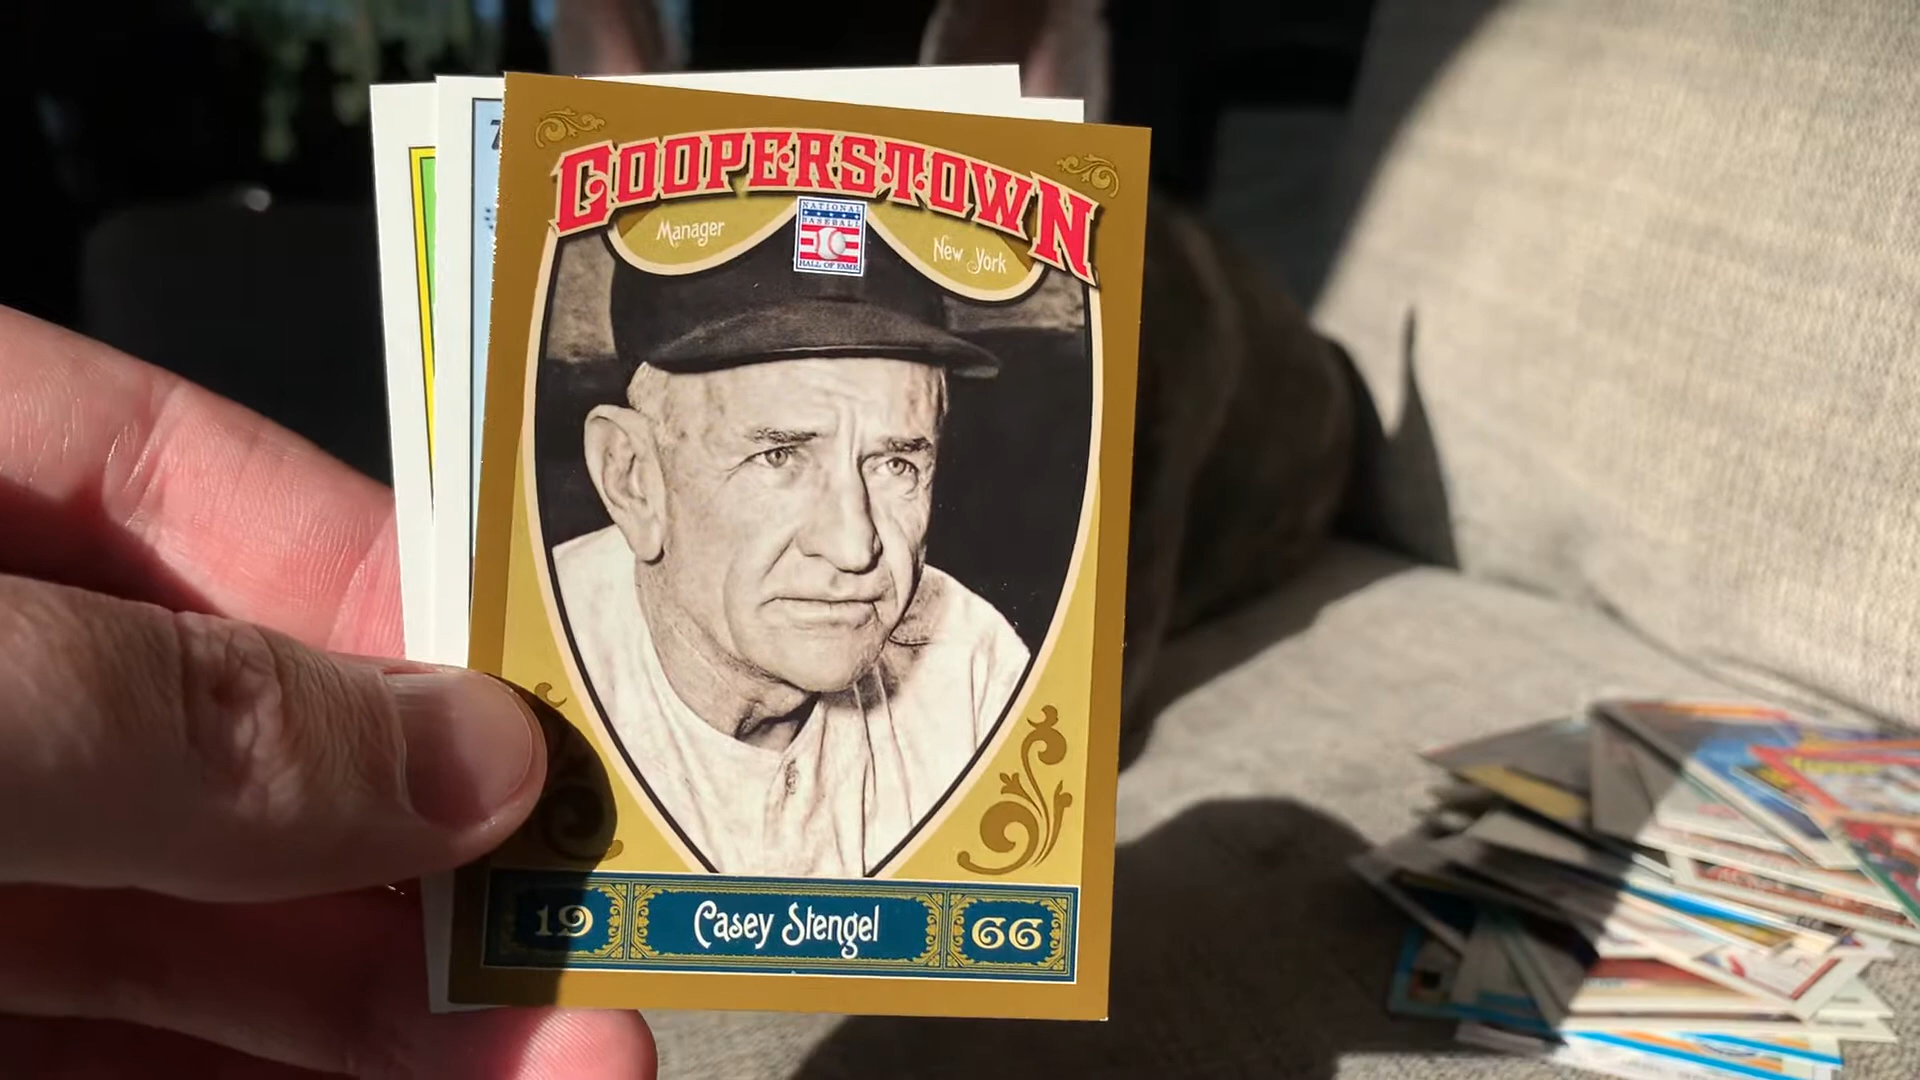 COOPERSTOWN
Manager
NATIONAL
BASEBALL
HALL OF FAME
New York
19
Casey Stengel
66